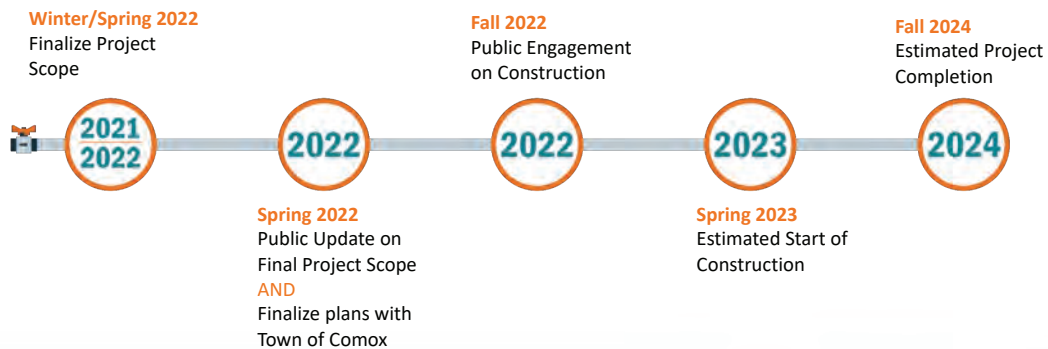 Winter/Spring 2022
Finalize Project
Scope
2021
2022
2022
Spring 2022
Public Update on
Final Project Scope
AND
Finalize plans with
Town of Comox
Fall 2022
Public Engagement
on Construction
2022
2023
Spring 2023
Estimated Start of
Construction
Fall 2024
Estimated Project
Completion
2024